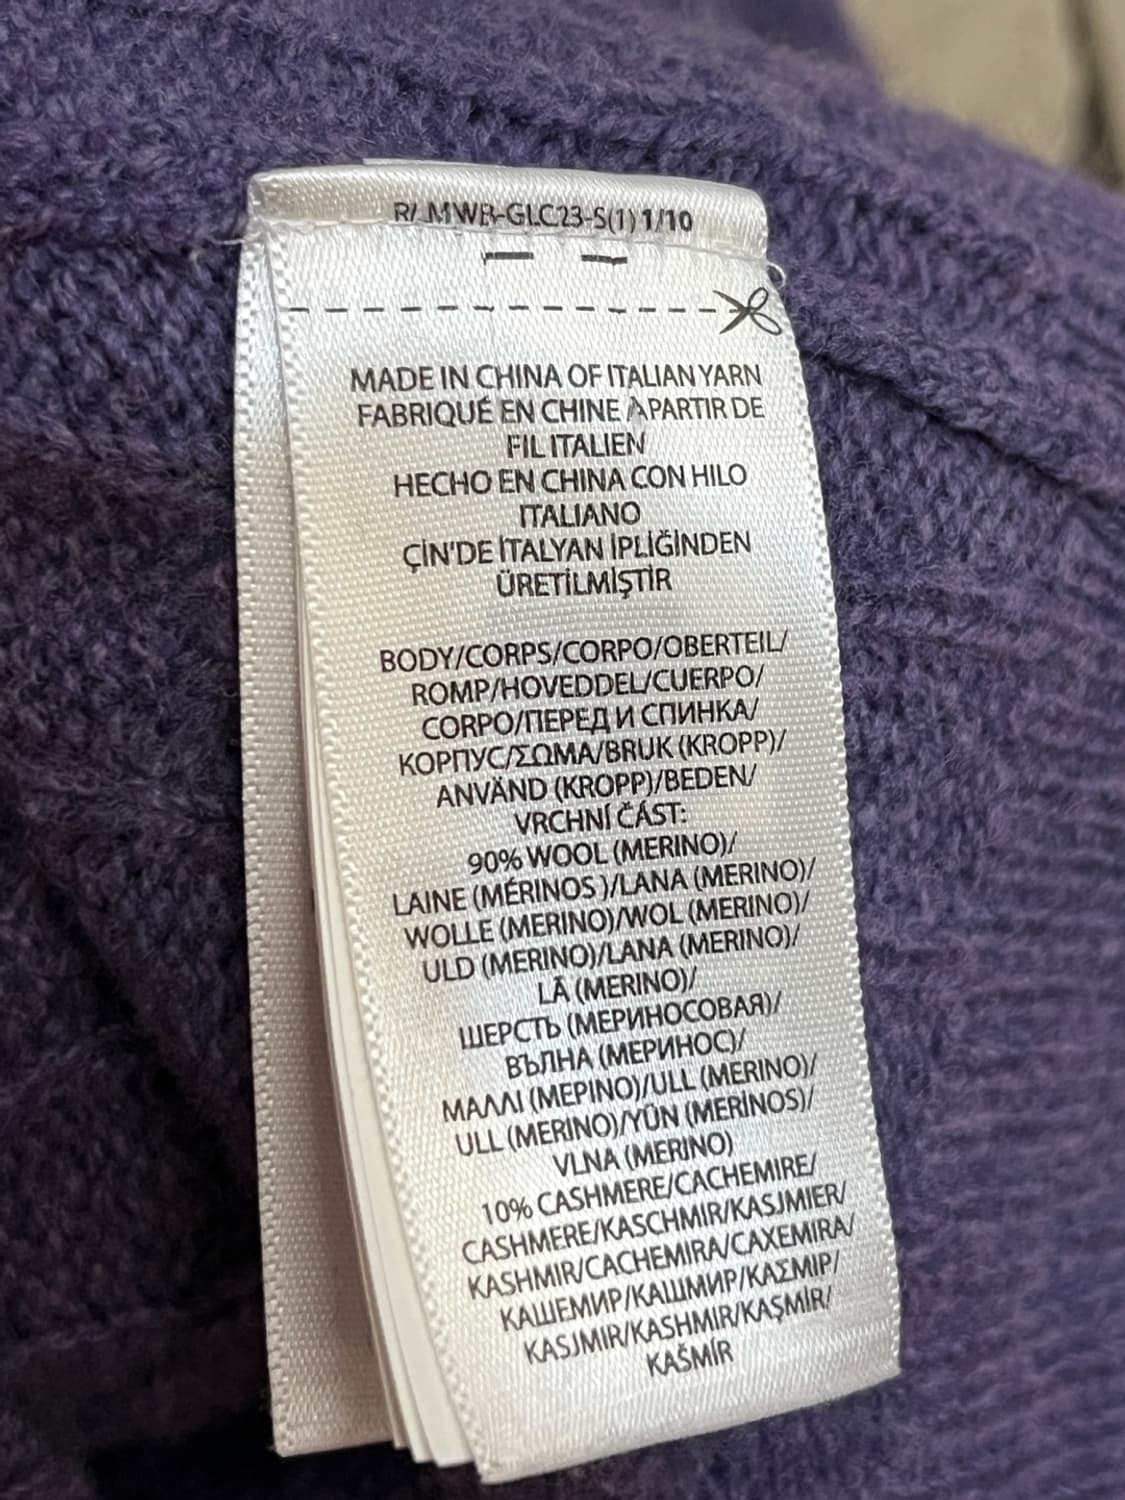 R/ MWR-GLC23-S(1) 1/10
MADE IN CHINA OF ITALIAN YARN
FABRIQUÉ EN CHINE À PARTIR DE
FIL ITALIEN
HECHO EN CHINA CON HILO
ITALIANO
ÇİN'DE İTALYAN İPLİĞİNDEN
ÜRETİLMİŞTİR
BODY/CORPS/CORPO/OBERTEIL/
ROMP/HOVEDDEL/CUERPO/
CORPO/ПЕРЕД И СПИНКА/
КОРПУС/ΣΩΜΑ/BRUK (KROPP)/
ANVÄND (KROPP)/BEDEN/
VRCHNÍ ČÁST:
90% WOOL (MERINO)/
LAINE (MÉRINOS )/LANA (MERINO)/
WOLLE (MERINO)/WOL (MERINO)/
ULD (MERINO)/LANA (MERINO)/
LÃ (MERINO)/
ШЕРСТЬ (МЕРИНОСОВАЯ)/
ВЪЛНА (МЕРИНОС)/
ΜΑΛΛΙ (ΜΕΡΙΝΟ)/ULL (MERINO)/
ULL (MERINO)/YÜN (MERİNOS)/
VLNA (MERINO)
10% CASHMERE/CACHEMIRE/
CASHMERE/KASCHMIR/KASJMIER/
KASHMIR/CACHEMIRA/CAXEMIRA/
КАШЕМИР/КАШМИР/ΚΑΣΜΙΡ/
KASJMIR/KASHMIR/KAŞMİR/
KAŠMÍR